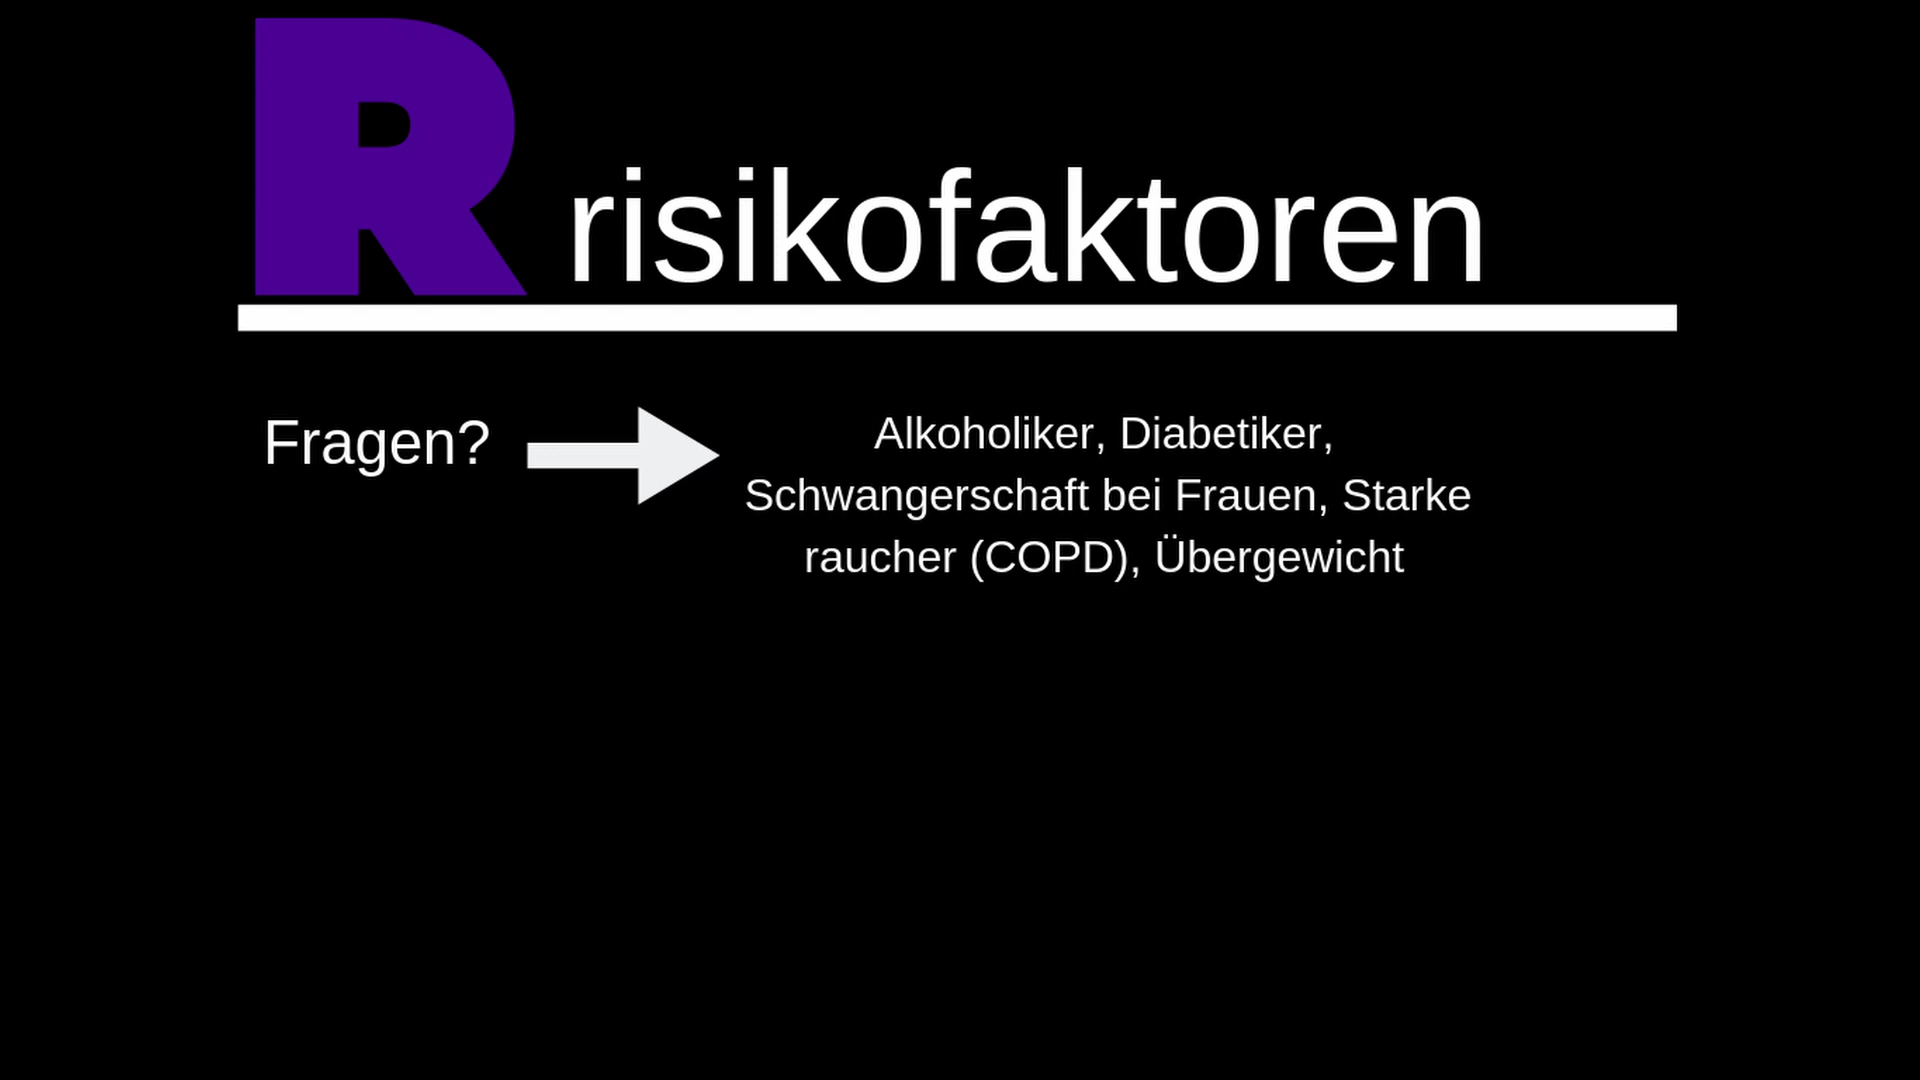 R risikofaktoren
Fragen?
Alkoholiker, Diabetiker,
Schwangerschaft bei Frauen, Starke
raucher (COPD), Übergewicht